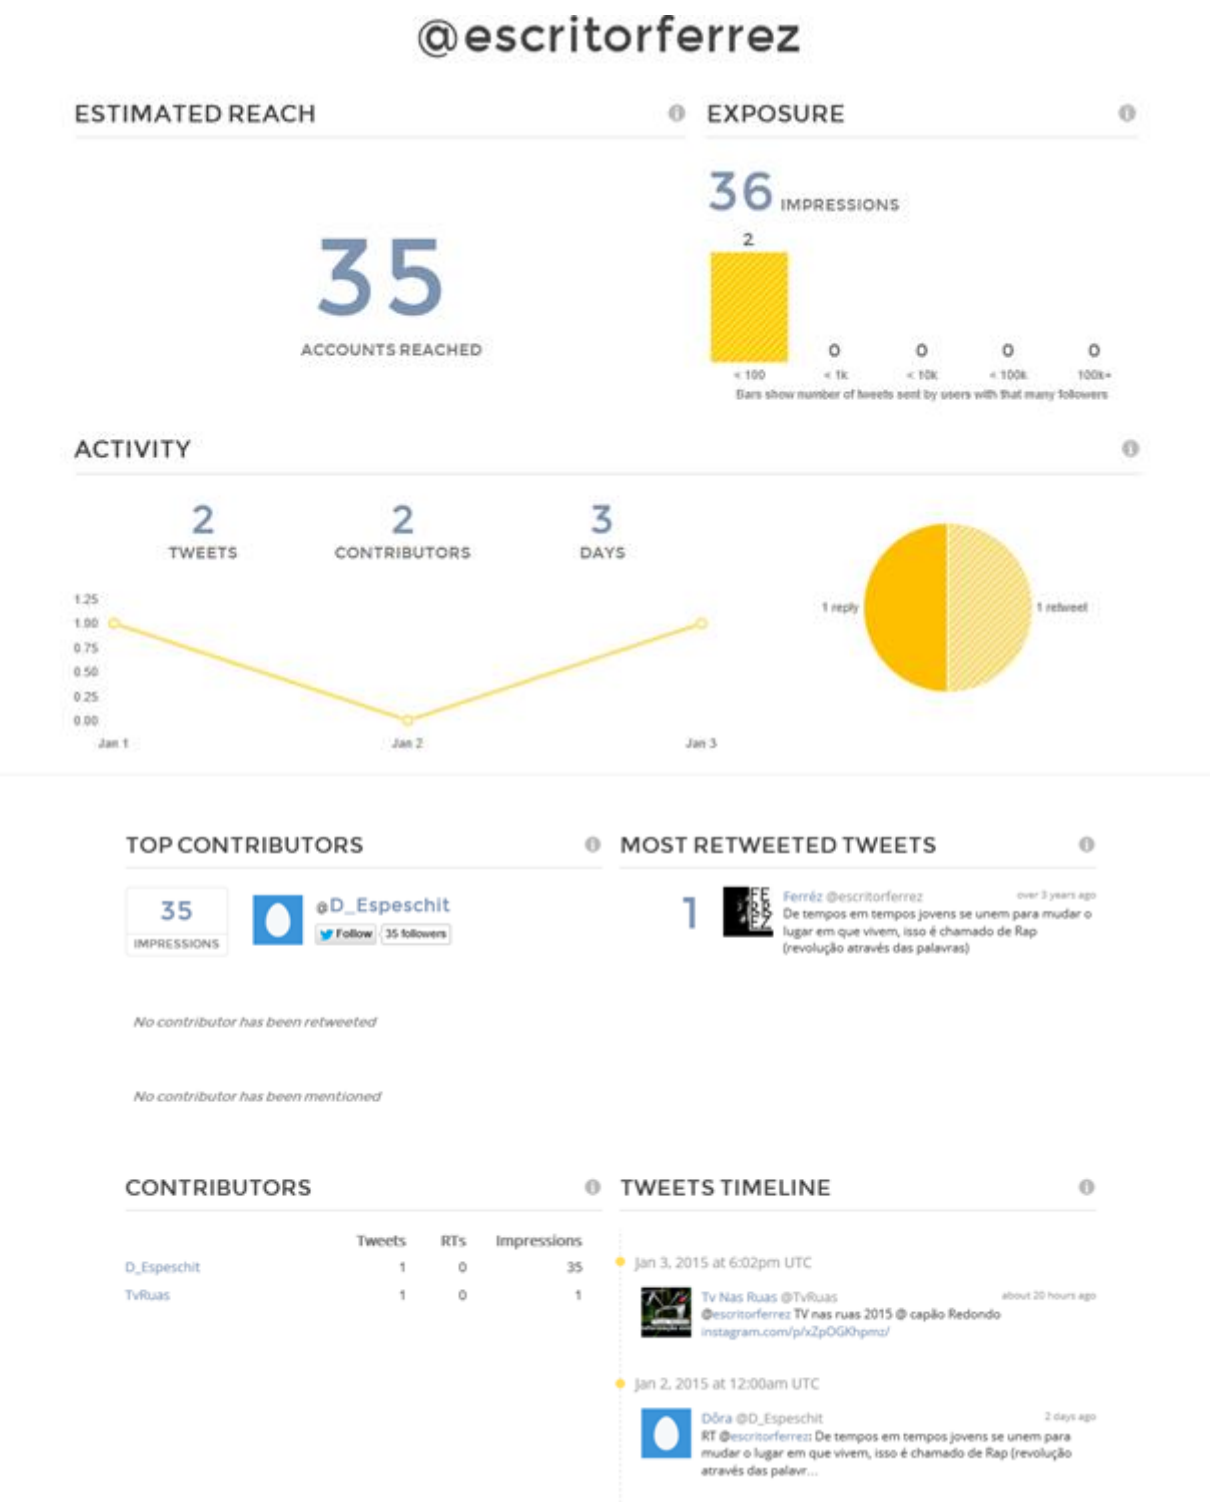 @escritorferrez
ESTIMATED REACH
35
ACCOUNTS REACHED
EXPOSURE
36 IMPRESSIONS
2
0 0 0 0
< 100 < 1k < 10k < 100k 100k+
Bars show number of tweets sent by users with that many followers
ACTIVITY
2
TWEETS
2
CONTRIBUTORS
3
DAYS
1.25
1.00
0.75
0.50
0.25
0.00
Jan 1 Jan 2 Jan 3
1 reply
1 retweet
TOP CONTRIBUTORS
35
IMPRESSIONS
@D_Espeschit
Follow 35 followers
No contributor has been retweeted
No contributor has been mentioned
MOST RETWEETED TWEETS
1
FE
RR
EZ
Ferréz @escritorferrez over 3 years ago
De tempos em tempos jovens se unem para mudar o
lugar em que vivem, isso é chamado de Rap
(revolução através das palavras)
CONTRIBUTORS
Tweets RTs Impressions
D_Espeschit 1 0 35
TvRuas 1 0 1
TWEETS TIMELINE
Jan 3, 2015 at 6:02pm UTC
Tv Nas Ruas @TvRuas about 20 hours ago
@escritorferrez TV nas ruas 2015 @ capão Redondo
instagram.com/p/xZpOGKhpmz/
Jan 2, 2015 at 12:00am UTC
Dôra @D_Espeschit 2 days ago
RT @escritorferrez: De tempos em tempos jovens se unem para
mudar o lugar em que vivem, isso é chamado de Rap (revolução
através das palavr...